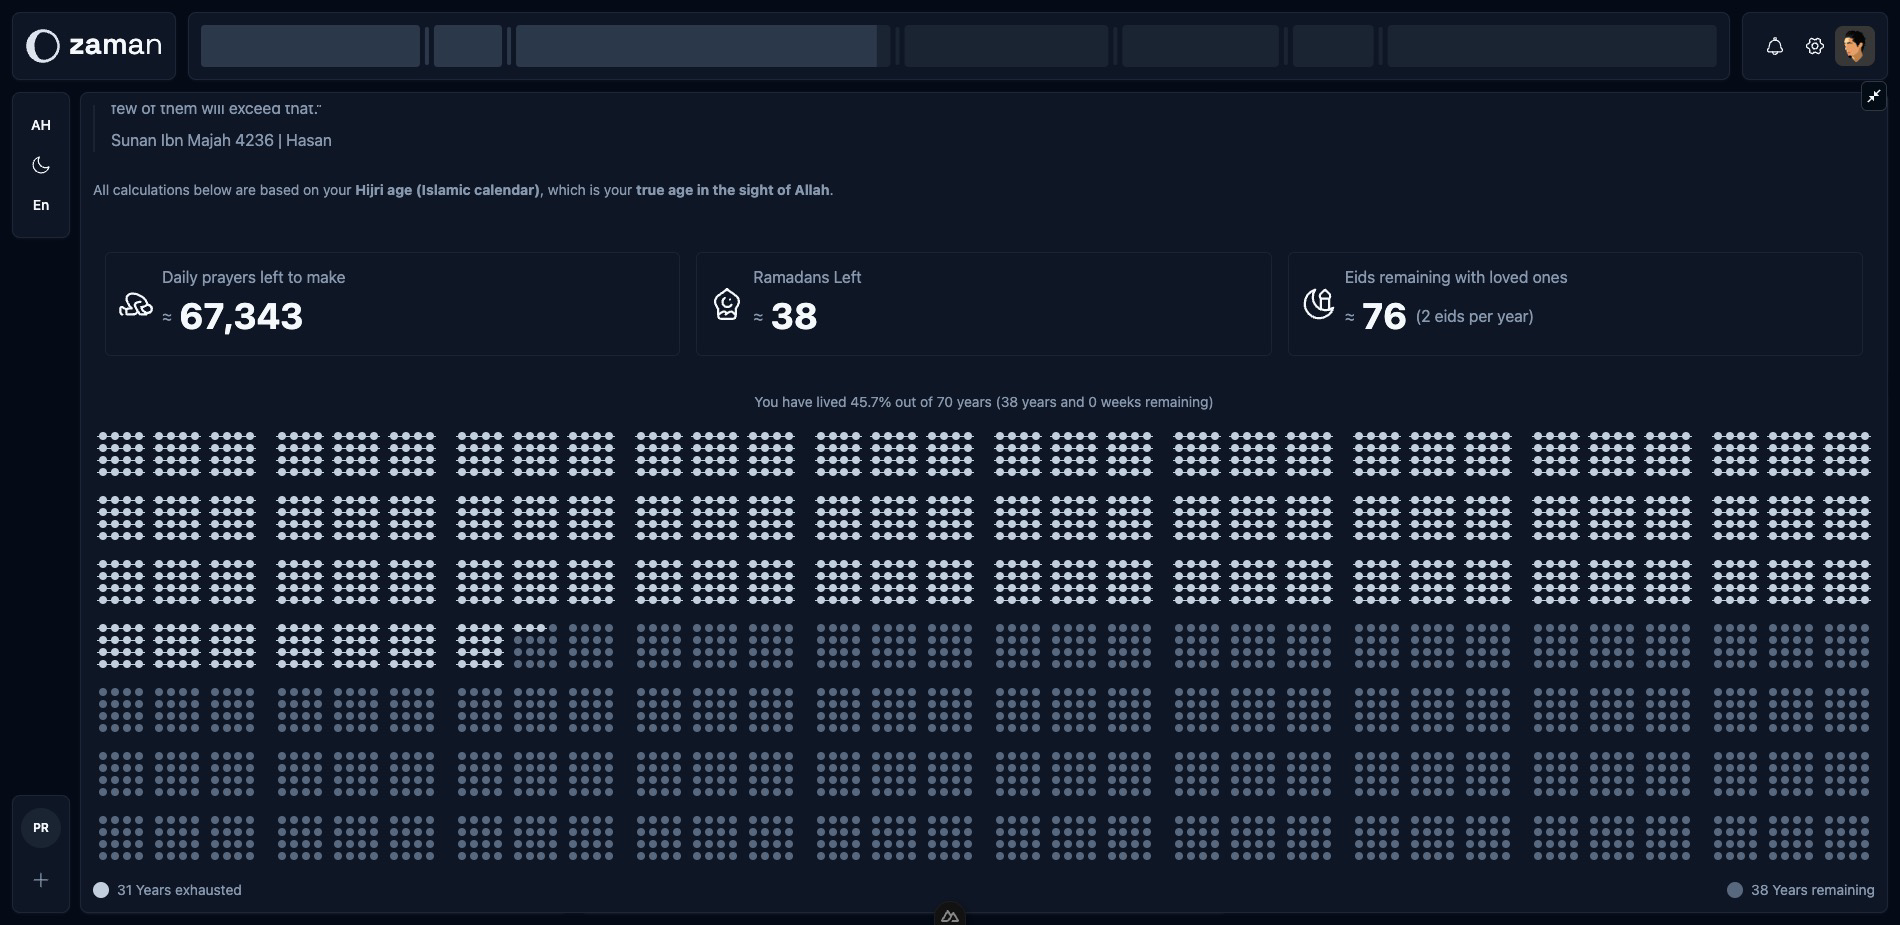 zaman
few of them will exceed that."
Sunan Ibn Majah 4236 | Hasan
AH
En
All calculations below are based on your Hijri age (Islamic calendar), which is your true age in the sight of Allah.
Daily prayers left to make
≈ 67,343
Ramadans Left
≈ 38
Eids remaining with loved ones
≈ 76 (2 eids per year)
You have lived 45.7% out of 70 years (38 years and 0 weeks remaining)
PR
31 Years exhausted
38 Years remaining